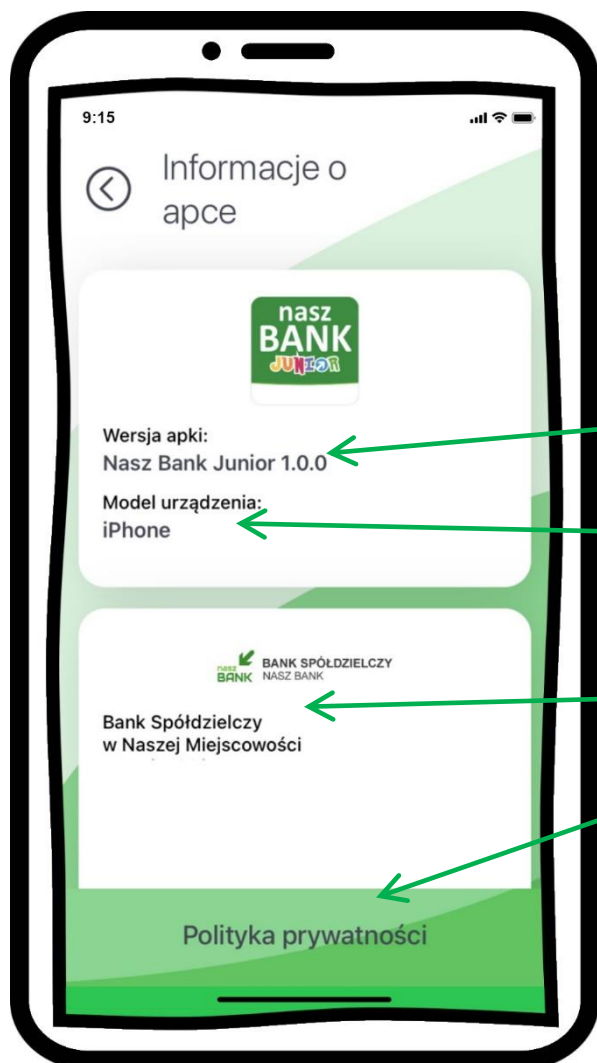 9:15
Informacje o
apce
nasz
BANK
JUNIOR
Wersja apki:
Nasz Bank Junior 1.0.0
Model urządzenia:
iPhone
nasz
BANK
BANK SPÓŁDZIELCZY
NASZ BANK
Bank Spółdzielczy
w Naszej Miejscowości
Polityka prywatności